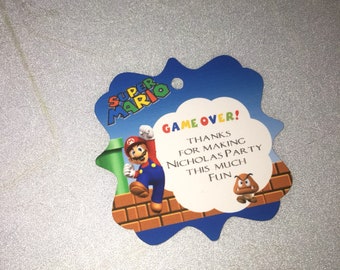 SUPER
MARIO
GAME OVER!
THANKS
FOR MAKING
NICHOLAS PARTY
THIS MUCH
FUN